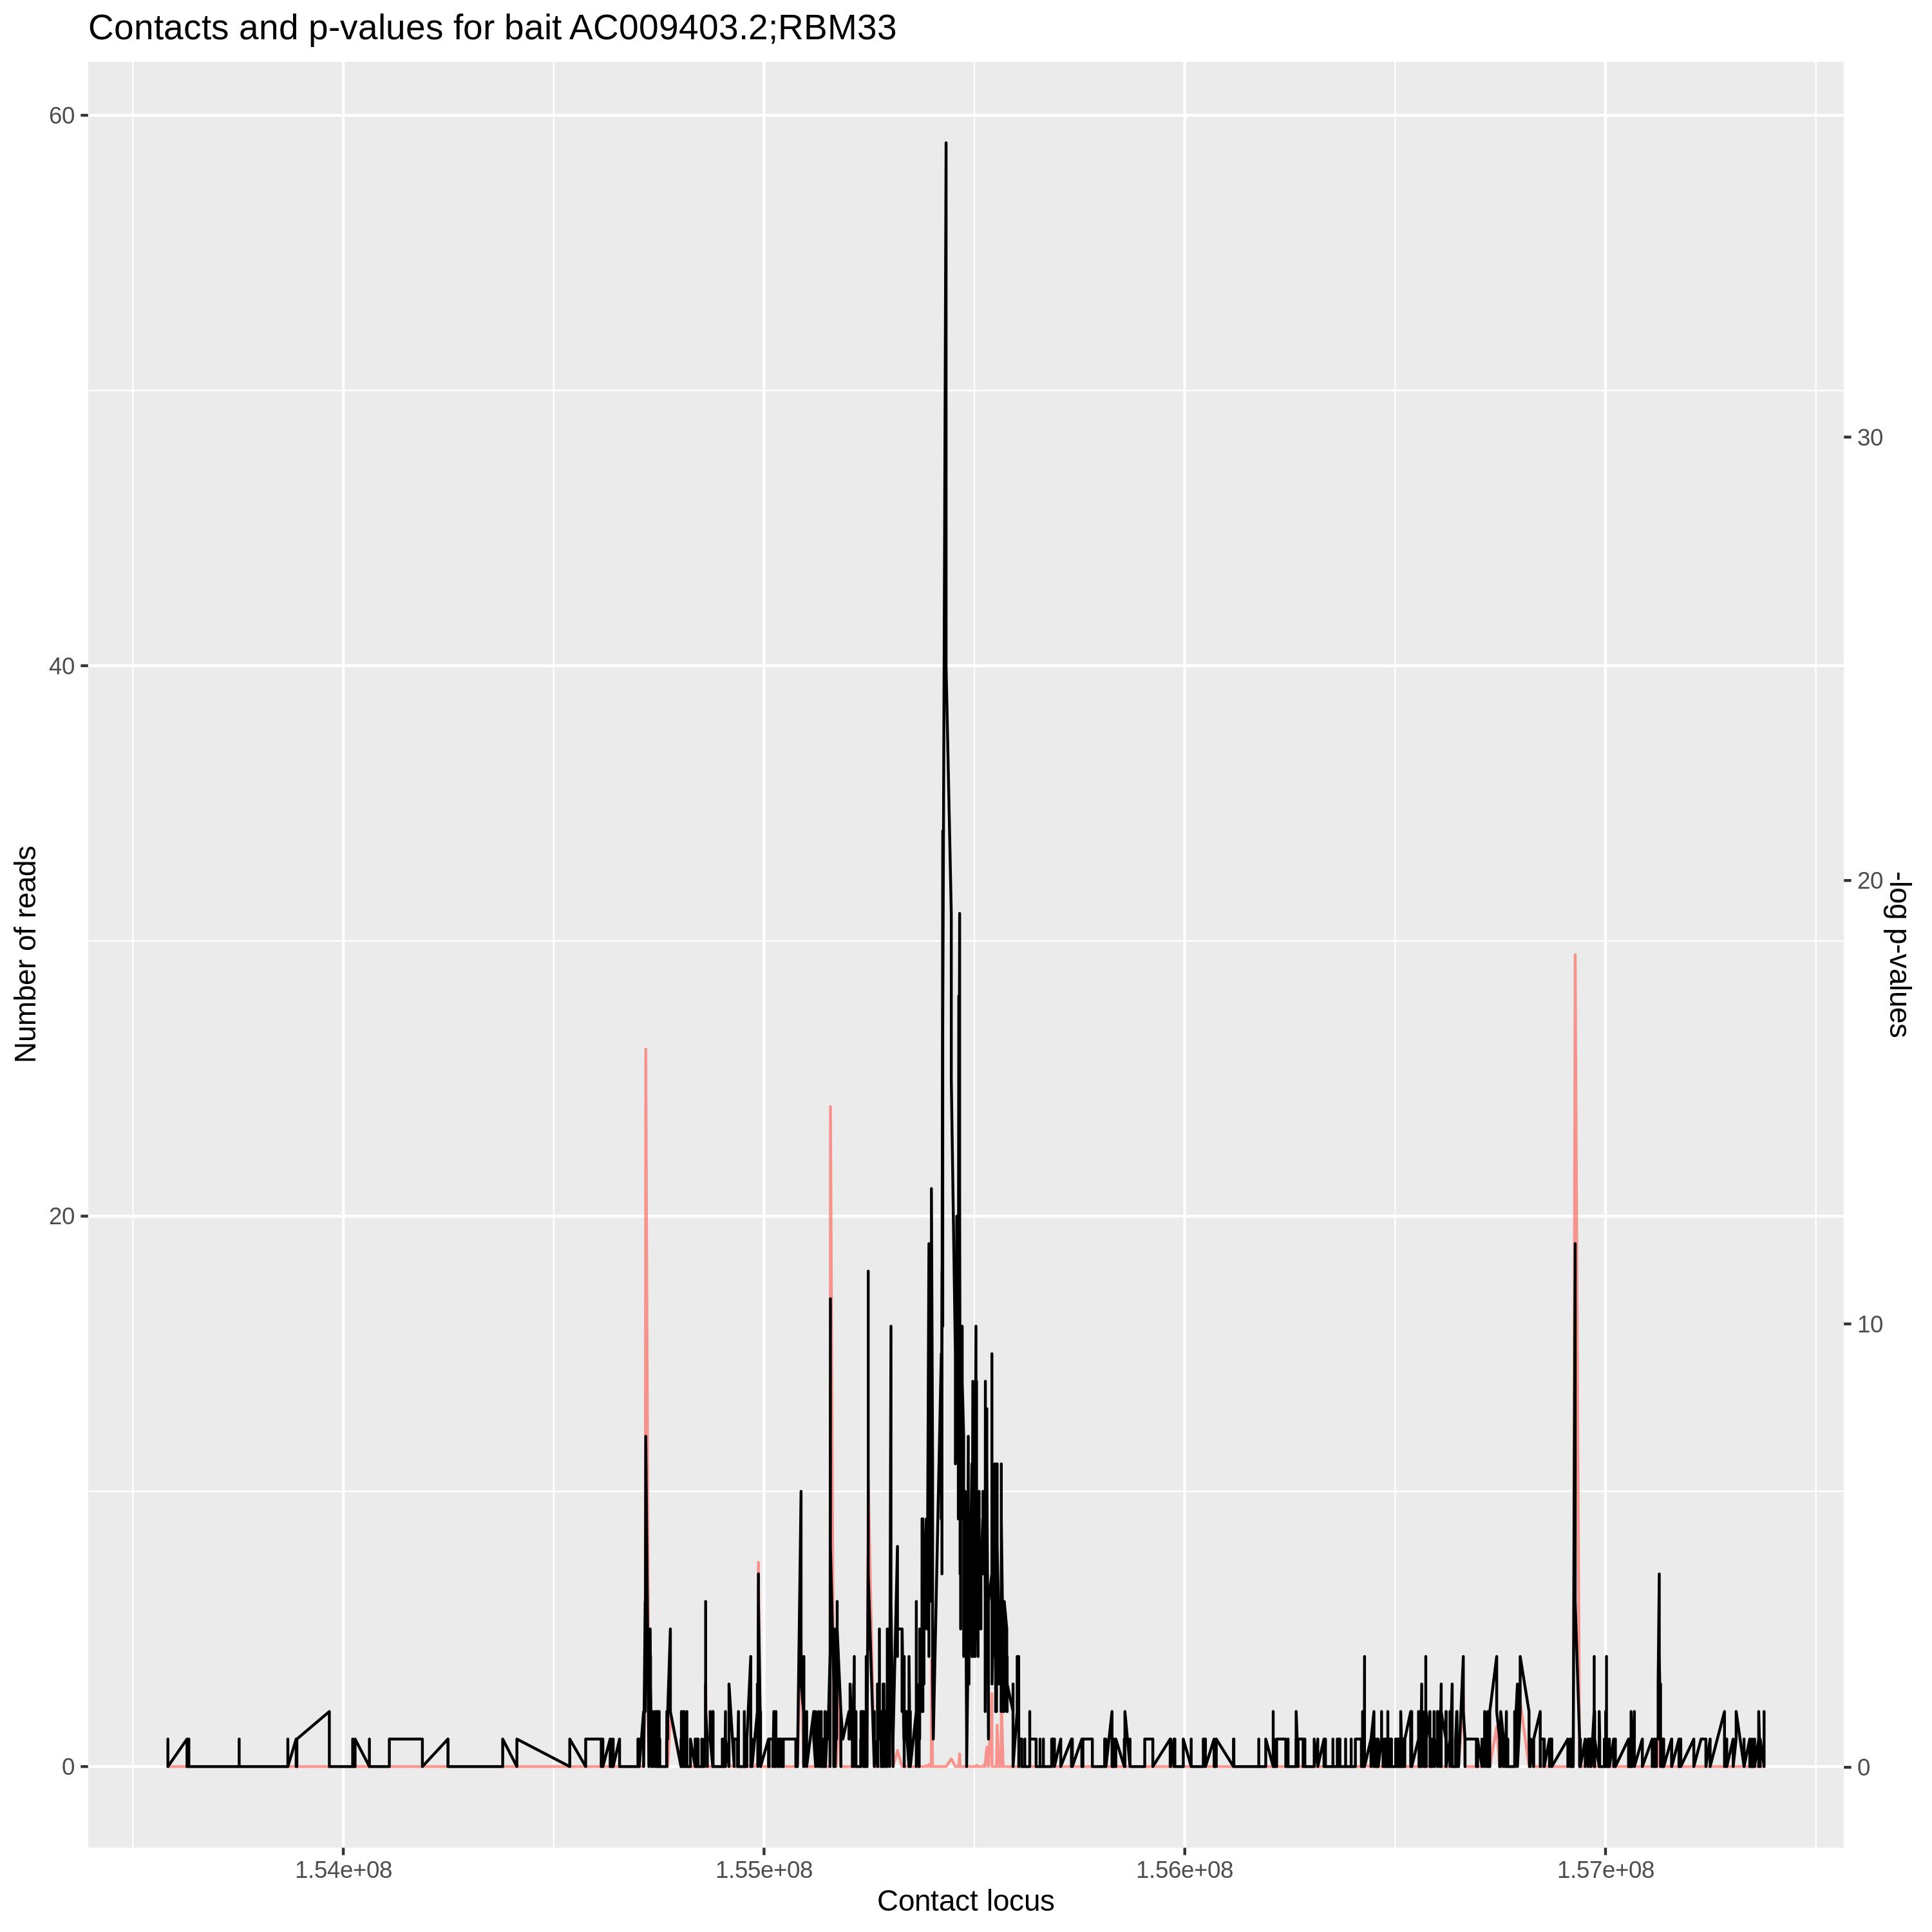 Contacts and p-values for bait AC009403.2;RBM33
Number of reads
60
40
20
0
30
20
10
0
-log p-values
1.54e+08
1.55e+08
1.56e+08
1.57e+08
Contact locus